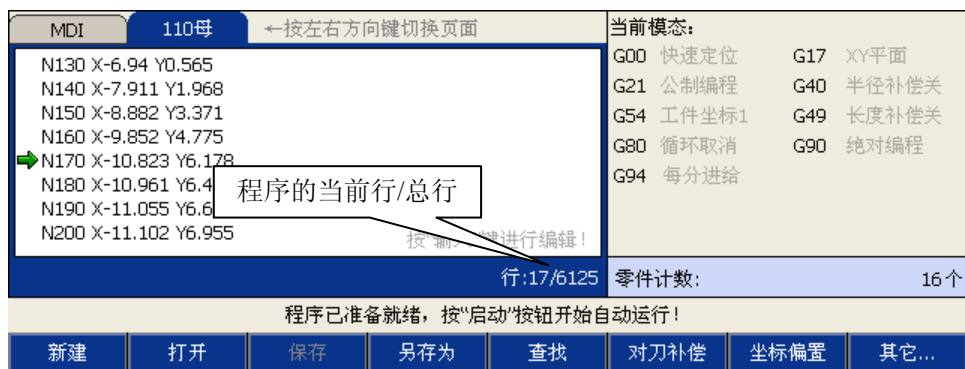 MDI 110母 ←按左右方向键切换页面
N130 X-6.94 Y0.565
N140 X-7.911 Y1.968
N150 X-8.882 Y3.371
N160 X-9.852 Y4.775
N170 X-10.823 Y6.178
N180 X-10.961 Y6.4
N190 X-11.055 Y6.6
N200 X-11.102 Y6.955
程序的当前行/总行
按"输入"键进行编辑!
行:17/6125
当前模态:
G00 快速定位 G17 XY平面
G21 公制编程 G40 半径补偿关
G54 工件坐标1 G49 长度补偿关
G80 循环取消 G90 绝对编程
G94 每分进给
零件计数: 16个
程序已准备就绪，按"启动"按钮开始自动运行!
新建 打开 保存 另存为 查找 对刀补偿 坐标偏置 其它...